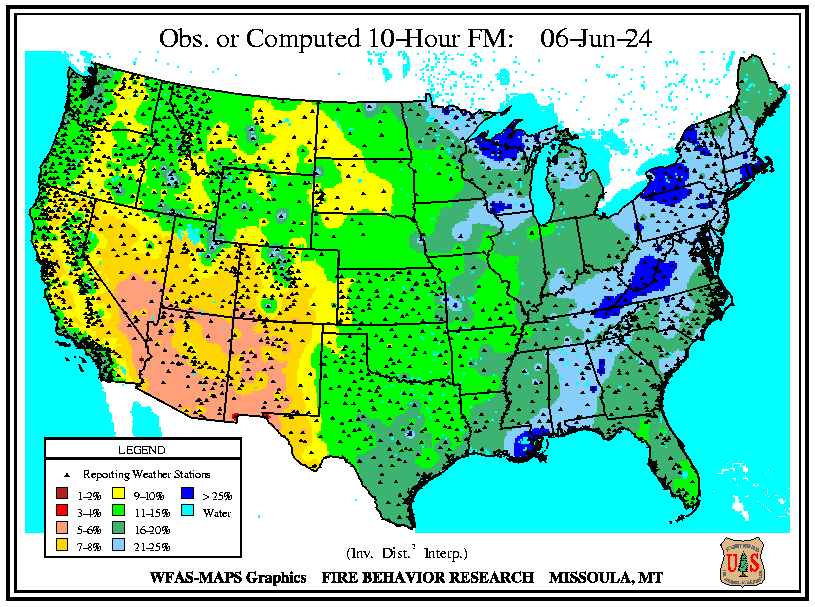 Obs. or Computed 10-Hour FM: 06-Jun-24
LEGEND
Reporting Weather Stations
1-2% 9-10% > 25%
3-4% 11-15% Water
5-6% 16-20%
7-8% 21-25%
(Inv. Dist.² Interp.)
WFAS-MAPS Graphics FIRE BEHAVIOR RESEARCH MISSOULA, MT
U S